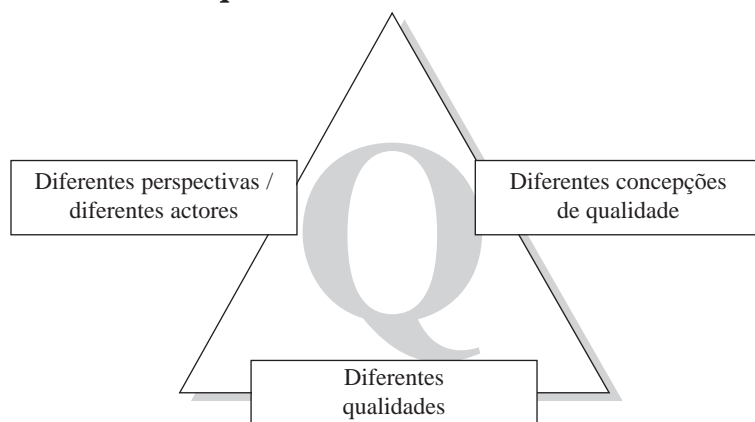 Diferentes perspectivas /
diferentes actores
Diferentes concepções
de qualidade
Q
Diferentes
qualidades